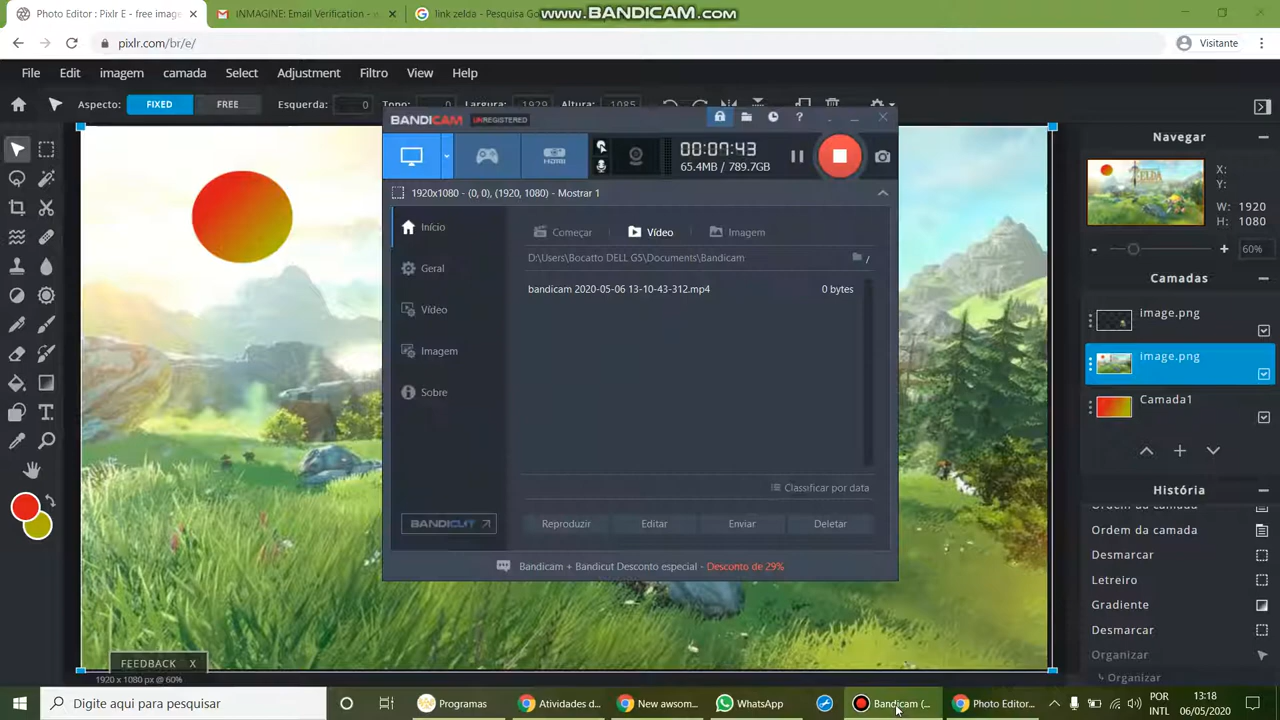 Photo Editor : Pixlr E - free image
INMAGINE: Email Verification -
link zelda - Pesquisa Go
www.BANDICAM.com
pixlr.com/br/e/
Visitante
File Edit imagem camada Select Adjustment Filtro View Help
Aspecto: FIXED FREE Esquerda: 0 Topo: 0 Largura: 1929 Altura: 1085
BANDICAM UNREGISTERED
HDMI
00:07:43
65.4MB / 789.7GB
1920x1080 - (0, 0), (1920, 1080) - Mostrar 1
Início
Geral
Vídeo
Imagem
Sobre
BANDICUT
Começar Vídeo Imagem
D:\Users\Bocatto DELL G5\Documents\Bandicam
/
bandicam 2020-05-06 13-10-43-312.mp4 0 bytes
Classificar por data
Reproduzir Editar Enviar Deletar
Bandicam + Bandicut Desconto especial - Desconto de 29%
Navegar
X:
Y:
W: 1920
H: 1080
- + 60%
Camadas
image.png
image.png
Camada1
História
Ordem da camada
Desmarcar
Letreiro
Gradiente
Desmarcar
Organizar
Organizar
FEEDBACK X
1920 x 1080 px @ 60%
Digite aqui para pesquisar
Programas
Atividades d...
New awsom...
WhatsApp
Bandicam (...
Photo Editor...
POR
INTL
13:18
06/05/2020